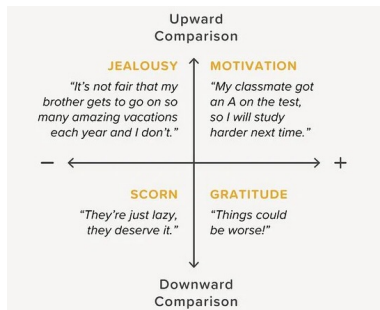 Upward
Comparison
JEALOUSY
“It’s not fair that my
brother gets to go on so
many amazing vacations
each year and I don’t.”
MOTIVATION
“My classmate got
an A on the test,
so I will study
harder next time.”
− +
SCORN
“They’re just lazy,
they deserve it.”
GRATITUDE
“Things could
be worse!”
Downward
Comparison